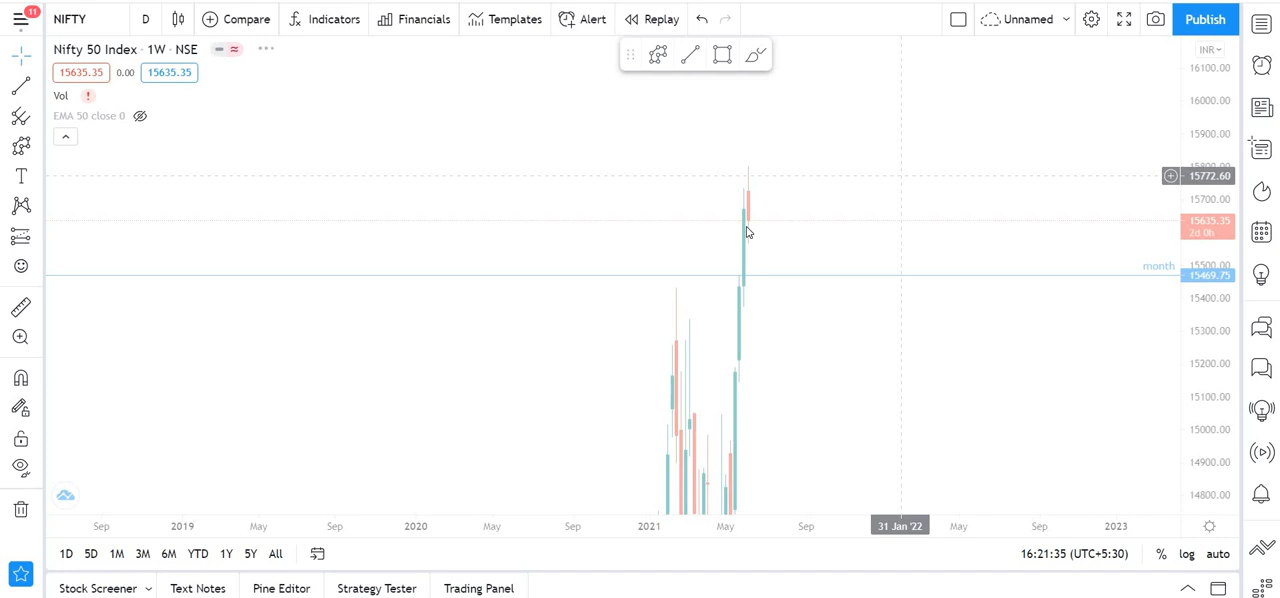 11
NIFTY
D
Compare
Indicators
Financials
Templates
Alert
Replay
Unnamed
Publish
Nifty 50 Index · 1W · NSE
INR
15635.35 0.00 15635.35
Vol
EMA 50 close 0
16100.00
16000.00
15900.00
15800.00
15772.60
15700.00
15635.35
2d 0h
15500.00
month
15469.75
15400.00
15300.00
15200.00
15100.00
15000.00
14900.00
14800.00
Sep 2019 May Sep 2020 May Sep 2021 May Sep 31 Jan '22 May Sep 2023
1D 5D 1M 3M 6M YTD 1Y 5Y All
16:21:35 (UTC+5:30) % log auto
Stock Screener Text Notes Pine Editor Strategy Tester Trading Panel